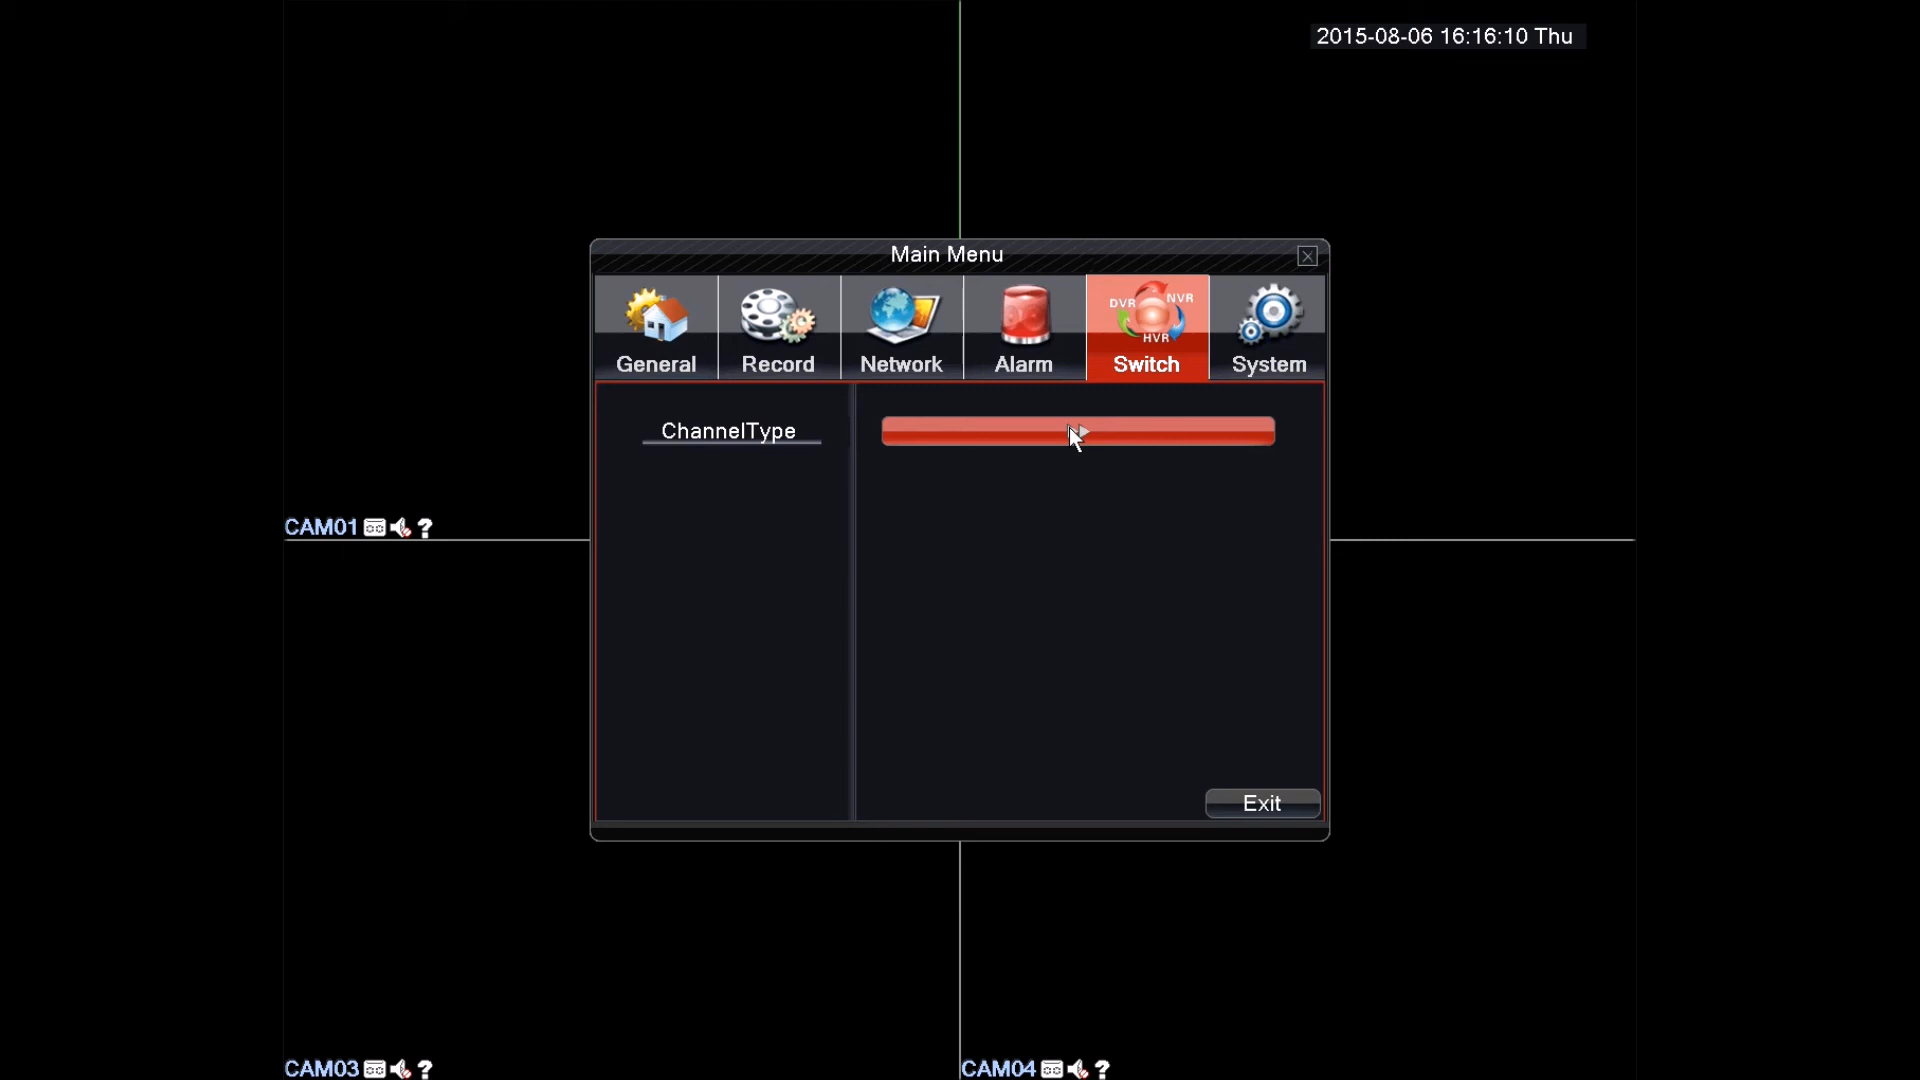 2015-08-06 16:16:10 Thu
Main Menu
DVR NVR
HVR
General Record Network Alarm Switch System
ChannelType
CAM01 ?
Exit
CAM03 ? CAM04 ?